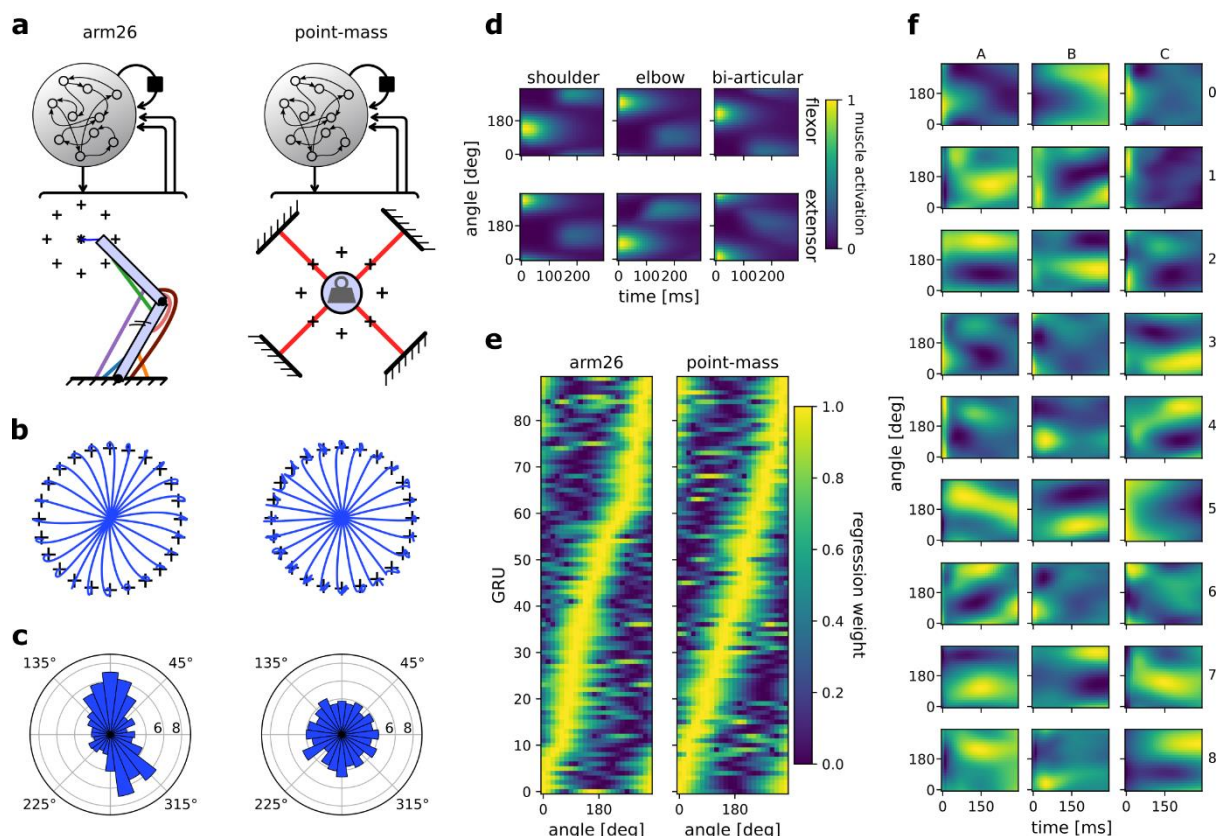 a
arm26
point-mass
b
c
135°
45°
6 8
225°
315°
135°
45°
6 8
225°
315°
d
shoulder
elbow
bi-articular
flexor
extensor
180
0
180
0
angle [deg]
0 100200
0 100200
0 100200
time [ms]
1
0
muscle activation
e
arm26
point-mass
80
70
60
50
40
30
20
10
0
GRU
0
180
0
180
angle [deg]
angle [deg]
1.0
0.8
0.6
0.4
0.2
0.0
regression weight
f
A
B
C
180
0
0
180
0
1
180
0
2
180
0
3
180
0
4
180
0
5
180
0
6
180
0
7
180
0
8
angle [deg]
150
150
150
time [ms]